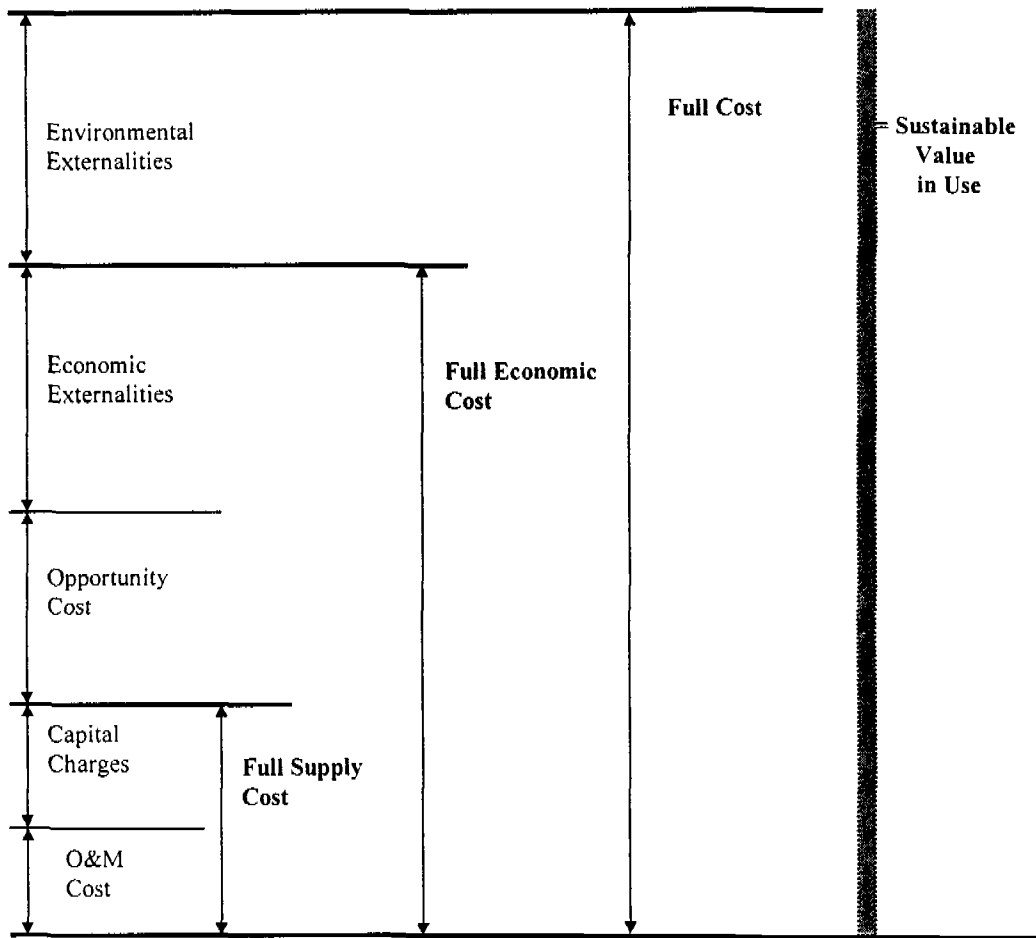 Full Cost
Environmental
Externalities
= Sustainable
Value
in Use
Economic
Externalities
Full Economic
Cost
Opportunity
Cost
Capital
Charges
Full Supply
Cost
O&M
Cost